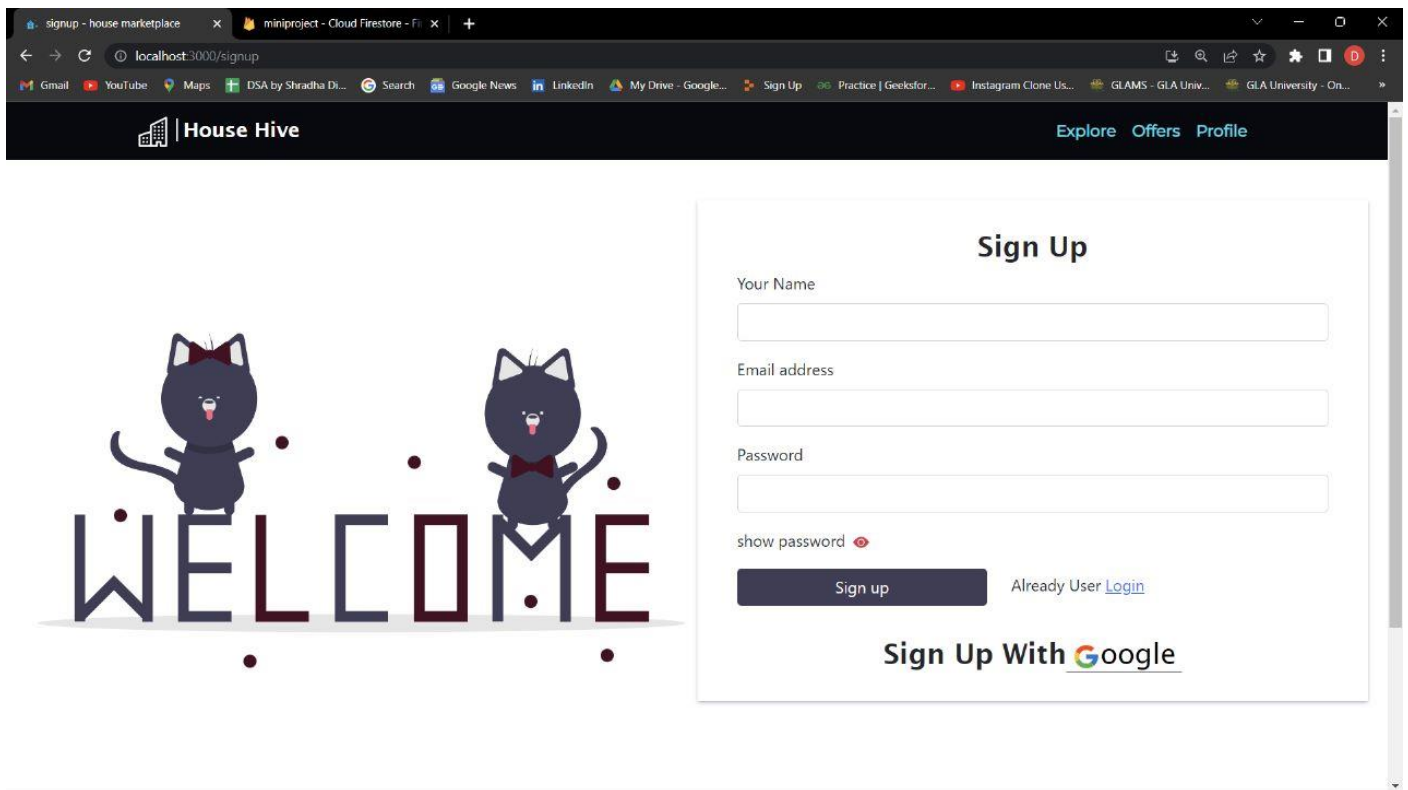 signup - house marketplace
miniproject - Cloud Firestore - Fi
localhost:3000/signup
Gmail YouTube Maps DSA by Shradha Di... Search Google News LinkedIn My Drive - Google... Sign Up Practice | Geeksfor... Instagram Clone Us... GLAMS - GLA Univ... GLA University - On... »
House Hive Explore Offers Profile
Sign Up
Your Name
Email address
Password
show password
Sign up Already User Login
Sign Up With Google
WELCOME